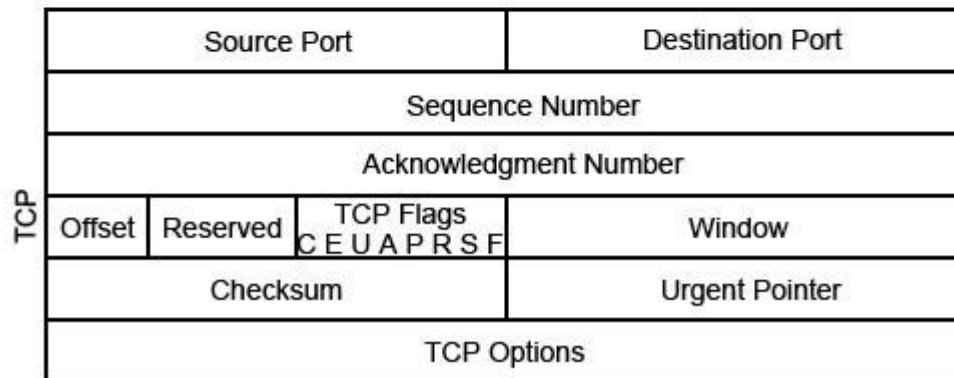 Source Port
Destination Port
Sequence Number
Acknowledgment Number
TCP
Offset
Reserved
TCP Flags
C E U A P R S F
Window
Checksum
Urgent Pointer
TCP Options